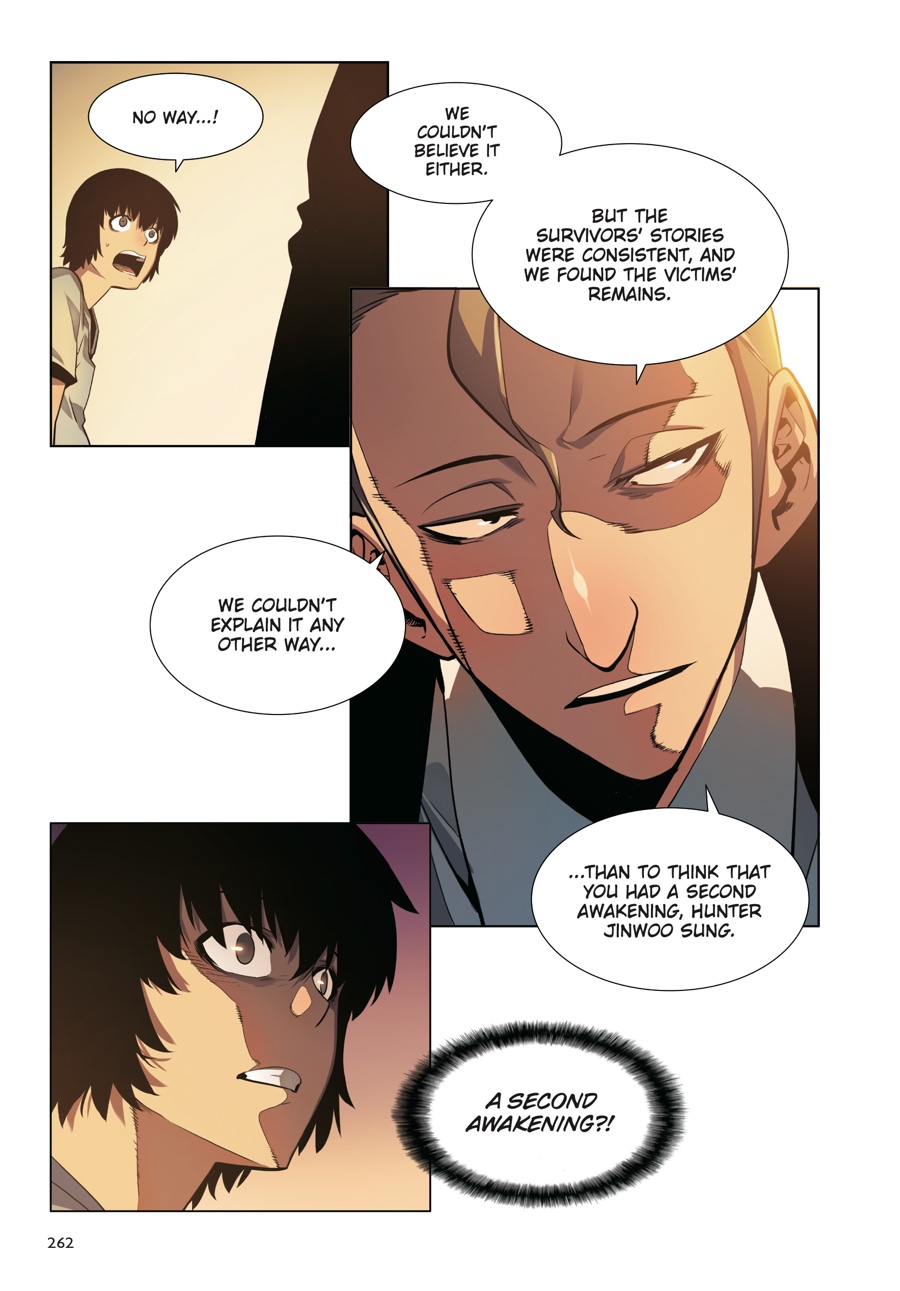 NO WAY...!
WE
COULDN'T
BELIEVE IT
EITHER.
BUT THE
SURVIVORS' STORIES
WERE CONSISTENT, AND
WE FOUND THE VICTIMS'
REMAINS.
WE COULDN'T
EXPLAIN IT ANY
OTHER WAY...
...THAN TO THINK THAT
YOU HAD A SECOND
AWAKENING, HUNTER
JINWOO SUNG.
A SECOND
AWAKENING?!
262